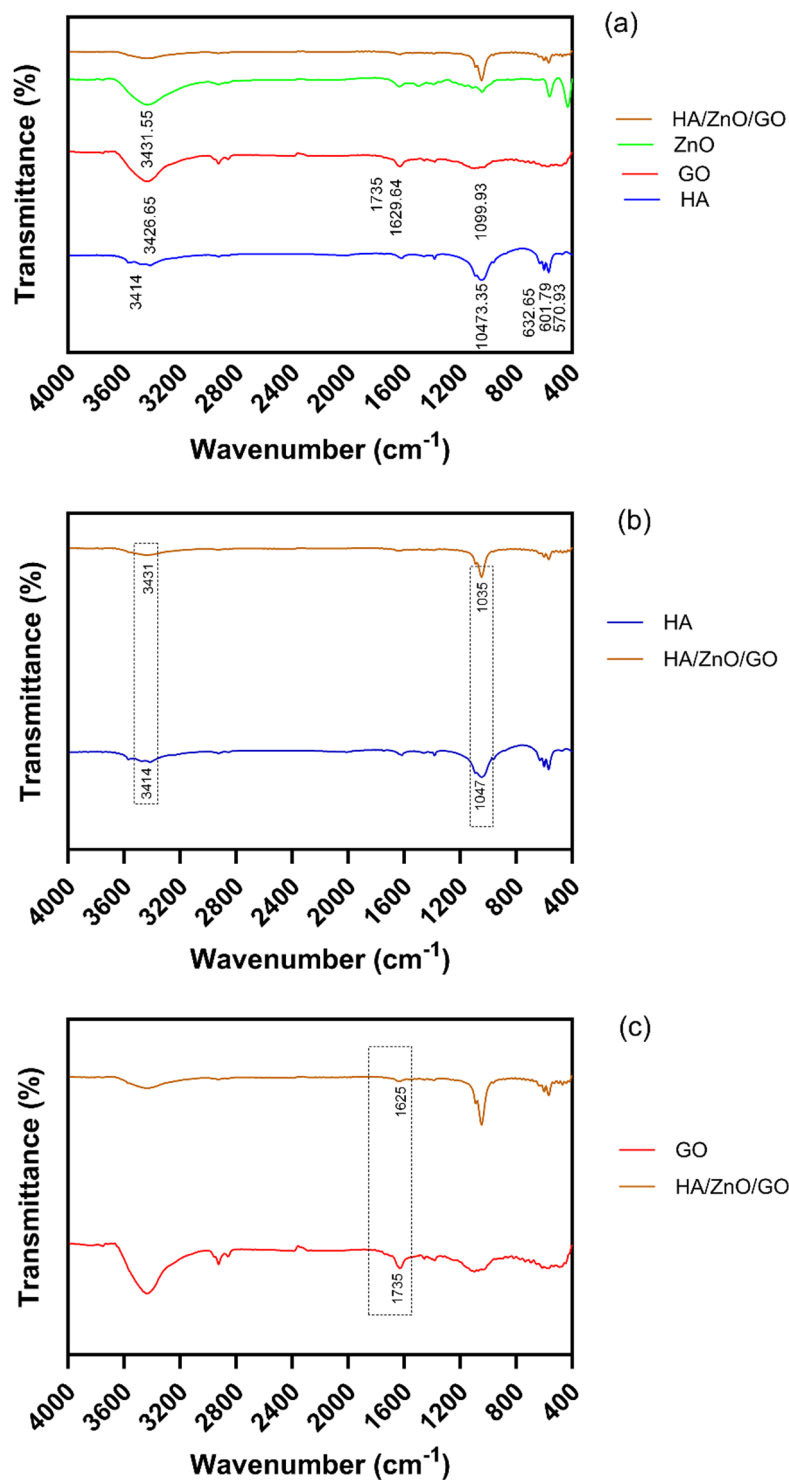 (a)
Transmittance (%)
HA/ZnO/GO
ZnO
GO
HA
3431.55
3426.65
3414
1735
1629.64
1099.93
10473.35
632.65
601.79
570.93
4000 3600 3200 2800 2400 2000 1600 1200 800 400
Wavenumber (cm-1)
(b)
Transmittance (%)
HA
HA/ZnO/GO
3431
1035
3414
1047
4000 3600 3200 2800 2400 2000 1600 1200 800 400
Wavenumber (cm-1)
(c)
Transmittance (%)
GO
HA/ZnO/GO
1625
1735
4000 3600 3200 2800 2400 2000 1600 1200 800 400
Wavenumber (cm-1)